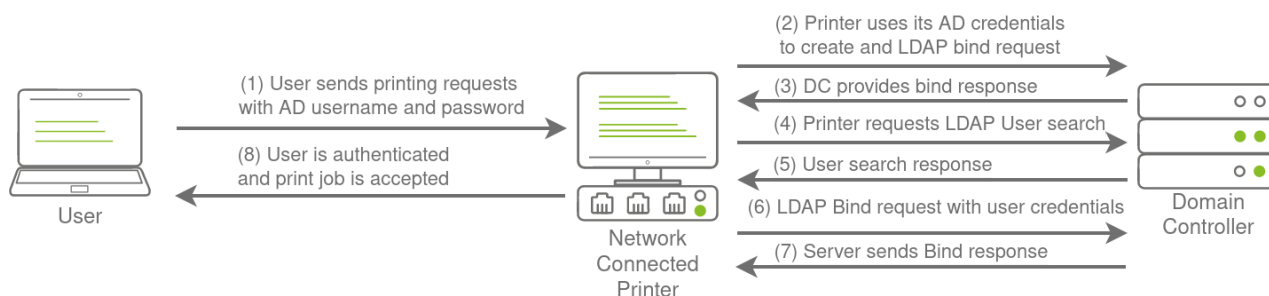 (1) User sends printing requests
with AD username and password
(8) User is authenticated
and print job is accepted
User
Network
Connected
Printer
(2) Printer uses its AD credentials
to create and LDAP bind request
(3) DC provides bind response
(4) Printer requests LDAP User search
(5) User search response
(6) LDAP Bind request with user credentials
(7) Server sends Bind response
Domain
Controller